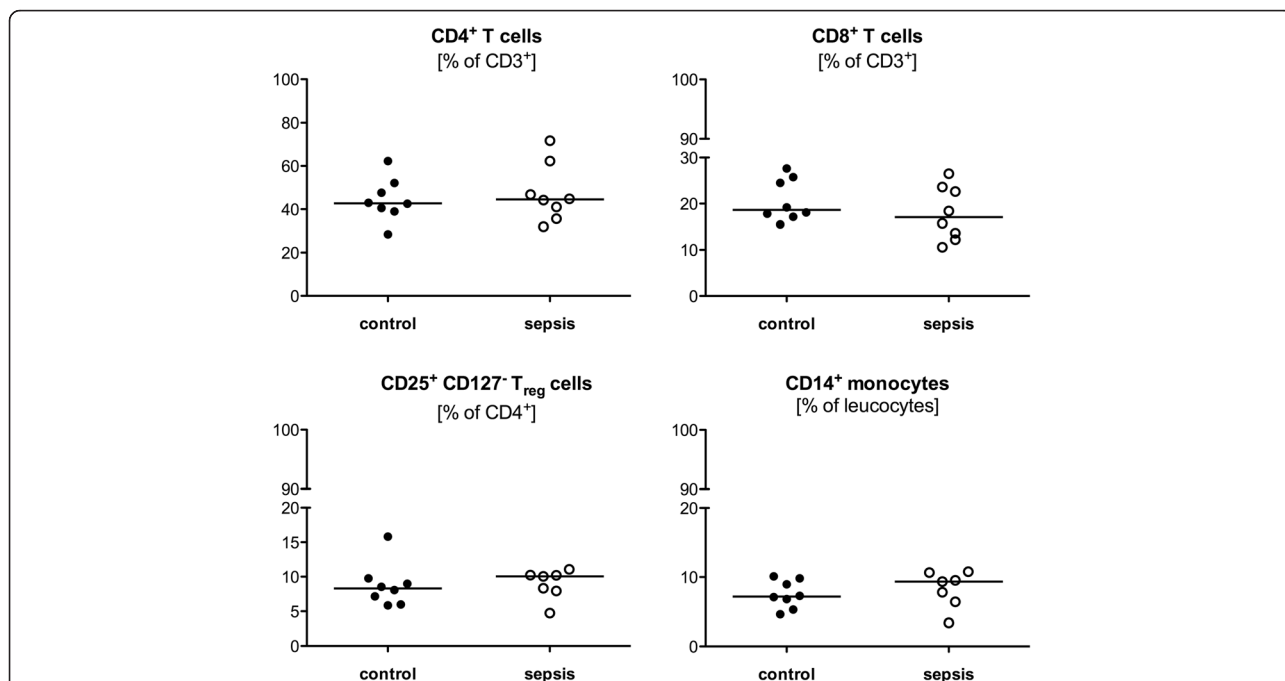 CD4⁺ T cells
[% of CD3⁺]
100
80
60
40
20
0
control sepsis
CD8⁺ T cells
[% of CD3⁺]
100
90
30
20
10
0
control sepsis
CD25⁺ CD127⁻ Treg cells
[% of CD4⁺]
100
90
20
15
10
5
0
control sepsis
CD14⁺ monocytes
[% of leucocytes]
100
90
20
10
0
control sepsis